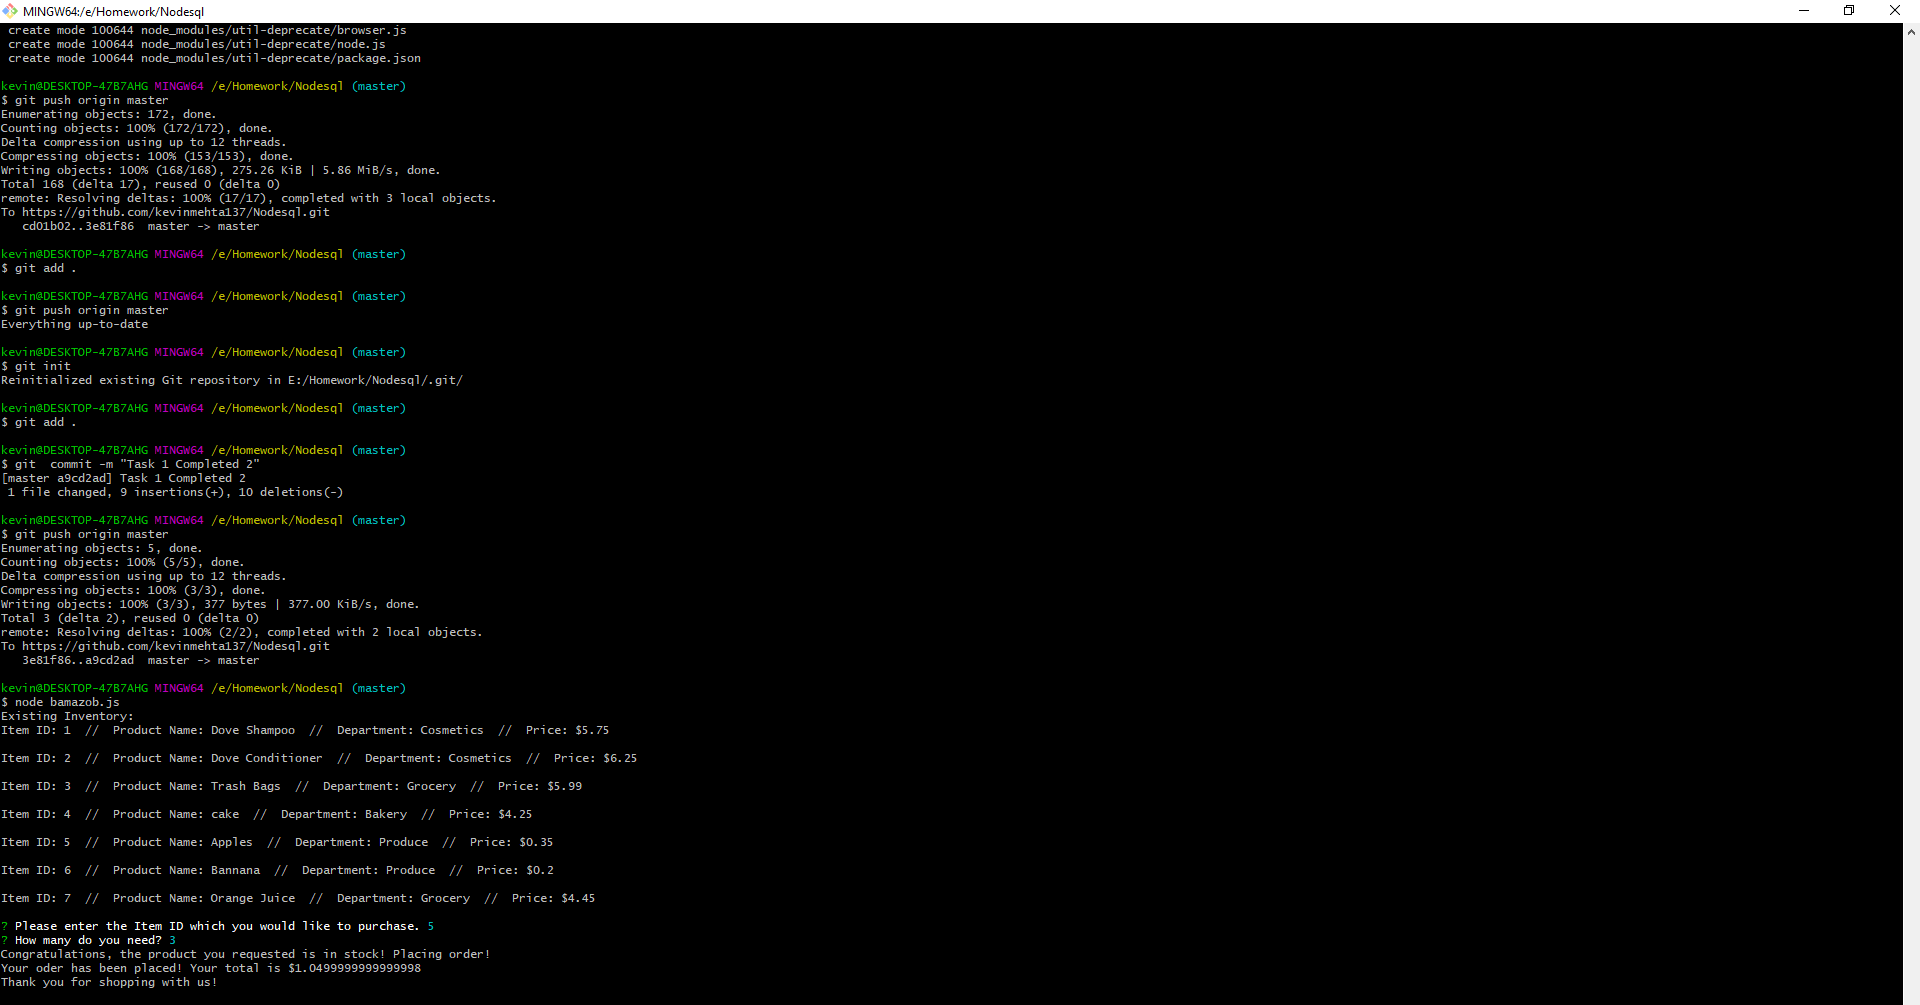 MINGW64:/e/Homework/Nodesql
create mode 100644 node_modules/util-deprecate/browser.js
create mode 100644 node_modules/util-deprecate/node.js
create mode 100644 node_modules/util-deprecate/package.json
kevin@DESKTOP-47B7AHG MINGW64 /e/Homework/Nodesql (master)
$ git push origin master
Enumerating objects: 172, done.
Counting objects: 100% (172/172), done.
Delta compression using up to 12 threads.
Compressing objects: 100% (153/153), done.
Writing objects: 100% (168/168), 275.26 KiB | 5.86 MiB/s, done.
Total 168 (delta 17), reused 0 (delta 0)
remote: Resolving deltas: 100% (17/17), completed with 3 local objects.
To https://github.com/kevinmehta137/Nodesql.git
   cd01b02..3e81f86  master -> master
kevin@DESKTOP-47B7AHG MINGW64 /e/Homework/Nodesql (master)
$ git add .
kevin@DESKTOP-47B7AHG MINGW64 /e/Homework/Nodesql (master)
$ git push origin master
Everything up-to-date
kevin@DESKTOP-47B7AHG MINGW64 /e/Homework/Nodesql (master)
$ git init
Reinitialized existing Git repository in E:/Homework/Nodesql/.git/
kevin@DESKTOP-47B7AHG MINGW64 /e/Homework/Nodesql (master)
$ git add .
kevin@DESKTOP-47B7AHG MINGW64 /e/Homework/Nodesql (master)
$ git  commit -m "Task 1 Completed 2"
[master a9cd2ad] Task 1 Completed 2
 1 file changed, 9 insertions(+), 10 deletions(-)
kevin@DESKTOP-47B7AHG MINGW64 /e/Homework/Nodesql (master)
$ git push origin master
Enumerating objects: 5, done.
Counting objects: 100% (5/5), done.
Delta compression using up to 12 threads.
Compressing objects: 100% (3/3), done.
Writing objects: 100% (3/3), 377 bytes | 377.00 KiB/s, done.
Total 3 (delta 2), reused 0 (delta 0)
remote: Resolving deltas: 100% (2/2), completed with 2 local objects.
To https://github.com/kevinmehta137/Nodesql.git
   3e81f86..a9cd2ad  master -> master
kevin@DESKTOP-47B7AHG MINGW64 /e/Homework/Nodesql (master)
$ node bamazob.js
Existing Inventory:
Item ID: 1  //  Product Name: Dove Shampoo  //  Department: Cosmetics  //  Price: $5.75
Item ID: 2  //  Product Name: Dove Conditioner  //  Department: Cosmetics  //  Price: $6.25
Item ID: 3  //  Product Name: Trash Bags  //  Department: Grocery  //  Price: $5.99
Item ID: 4  //  Product Name: cake  //  Department: Bakery  //  Price: $4.25
Item ID: 5  //  Product Name: Apples  //  Department: Produce  //  Price: $0.35
Item ID: 6  //  Product Name: Bannana  //  Department: Produce  //  Price: $0.2
Item ID: 7  //  Product Name: Orange Juice  //  Department: Grocery  //  Price: $4.45
? Please enter the Item ID which you would like to purchase. 5
? How many do you need? 3
Congratulations, the product you requested is in stock! Placing order!
Your oder has been placed! Your total is $1.0499999999999998
Thank you for shopping with us!